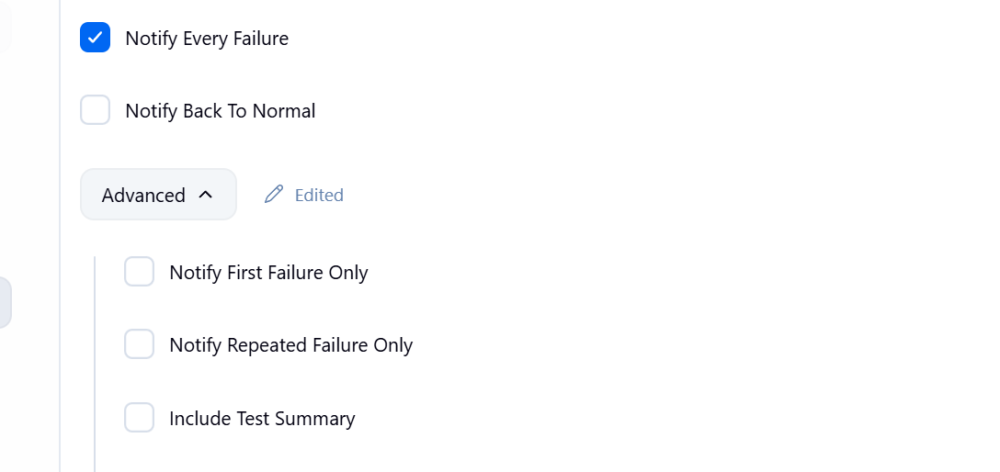 Notify Every Failure
Notify Back To Normal
Advanced Edited
Notify First Failure Only
Notify Repeated Failure Only
Include Test Summary